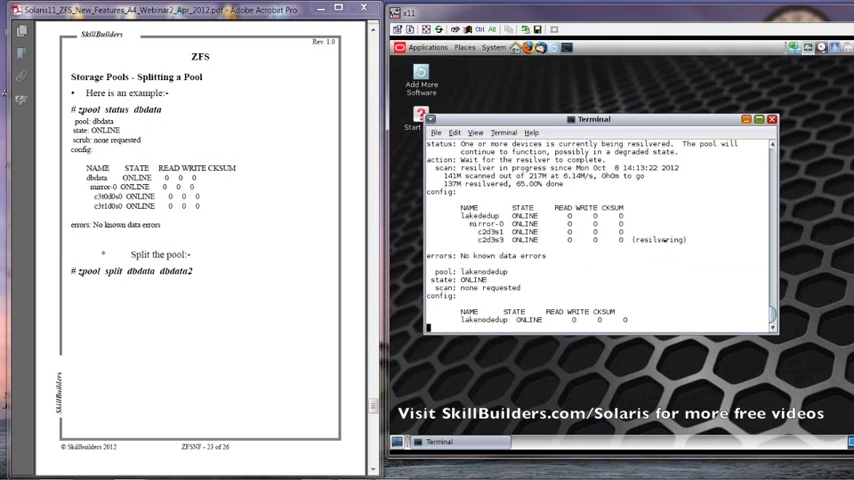 Solaris11_ZFS_New_Features_A4_Webinar2_Apr_2012.pdf - Adobe Acrobat Pro
SkillBuilders
Rev. 1.0
ZFS
Storage Pools - Splitting a Pool
• Here is an example:-
# zpool status dbdata
pool: dbdata
state: ONLINE
scrub: none requested
config:
NAME STATE READ WRITE CKSUM
dbdata ONLINE 0 0 0
mirror-0 ONLINE 0 0 0
c3t0d0s0 ONLINE 0 0 0
c3t1d0s0 ONLINE 0 0 0
errors: No known data errors
* Split the pool:-
# zpool split dbdata dbdata2
SkillBuilders
© Skillbuilders 2012
ZFSNF - 23 of 26
x11
Ctrl Alt
Applications Places System
Add More
Software
Start
Terminal
File Edit View Terminal Help
status: One or more devices is currently being resilvered. The pool will
continue to function, possibly in a degraded state.
action: Wait for the resilver to complete.
scan: resilver in progress since Mon Oct 8 14:13:22 2012
141M scanned out of 217M at 6.14M/s, 0h0m to go
137M resilvered, 65.00% done
config:
NAME STATE READ WRITE CKSUM
lakededup ONLINE 0 0 0
mirror-0 ONLINE 0 0 0
c2d3s1 ONLINE 0 0 0
c2d3s3 ONLINE 0 0 0 (resilvering)
errors: No known data errors
pool: lakenodedup
state: ONLINE
scan: none requested
config:
NAME STATE READ WRITE CKSUM
lakenodedup ONLINE 0 0 0
Visit SkillBuilders.com/Solaris for more free videos
Terminal